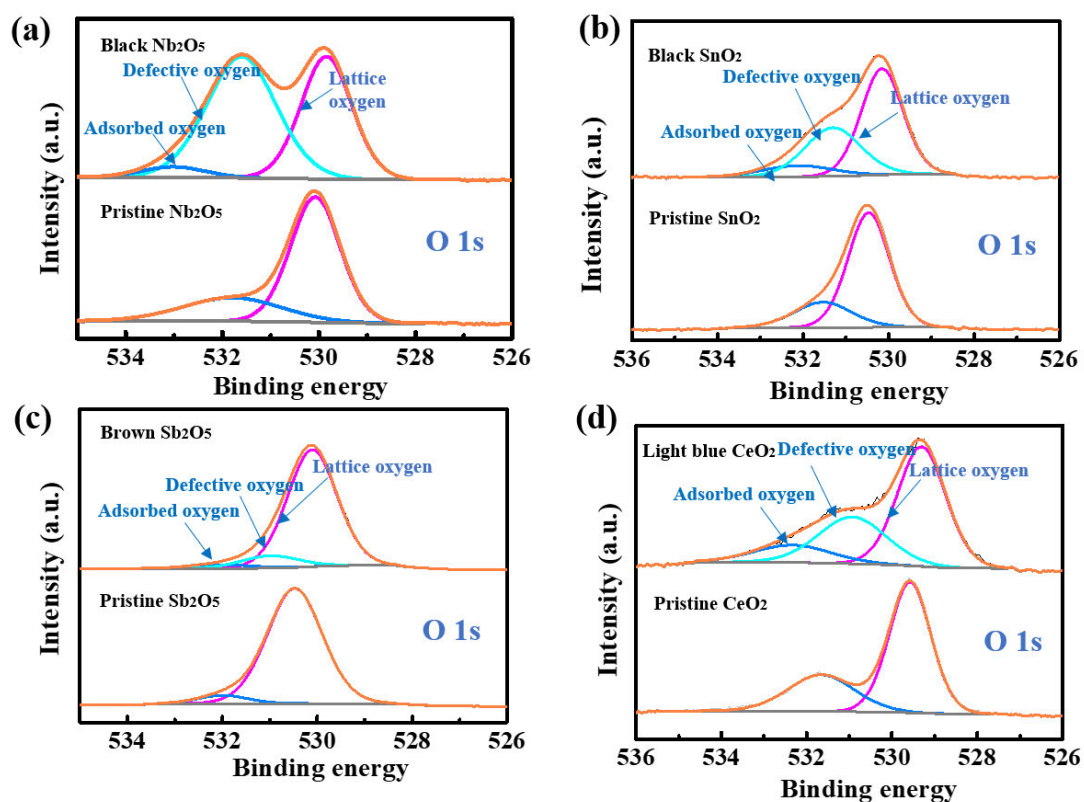 (a)
Black Nb₂O₅
Defective oxygen
Lattice
oxygen
Adsorbed oxygen
Pristine Nb₂O₅
O 1s
Intensity (a.u.)
534 532 530 528 526
Binding energy
(b)
Black SnO₂
Defective oxygen
Lattice oxygen
Adsorbed oxygen
Pristine SnO₂
O 1s
Intensity (a.u.)
536 534 532 530 528 526
Binding energy
(c)
Brown Sb₂O₅
Lattice oxygen
Defective oxygen
Adsorbed oxygen
Pristine Sb₂O₅
O 1s
Intensity (a.u.)
534 532 530 528 526
Binding energy
(d)
Light blue CeO₂
Defective oxygen
Lattice oxygen
Adsorbed oxygen
Pristine CeO₂
O 1s
Intensity (a.u.)
536 534 532 530 528 526
Binding energy